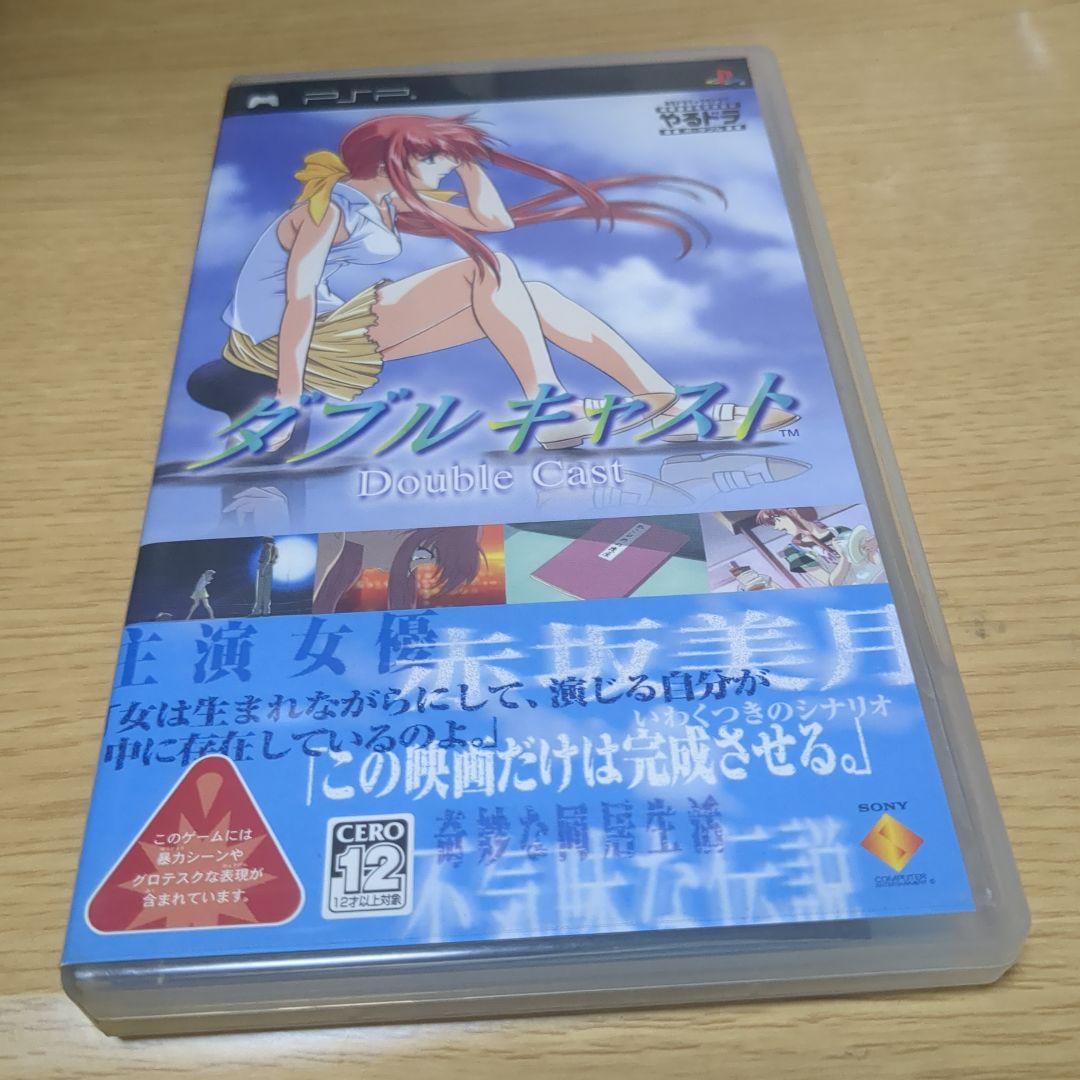 PSP
やるドラ
ダブルキャスト
TM
Double Cast
主演女優
赤坂美月
「女は生まれながらにして、演じる自分が
中に存在しているのよ。」
いわくつきのシナリオ
「この映画だけは完成させる。」
奇妙な同居生活
不気味な伝説
このゲームには
暴力シーンや
グロテスクな表現が
含まれています。
CERO
12
12才以上対象
SONY
COMPUTER
ENTERTAINMENT